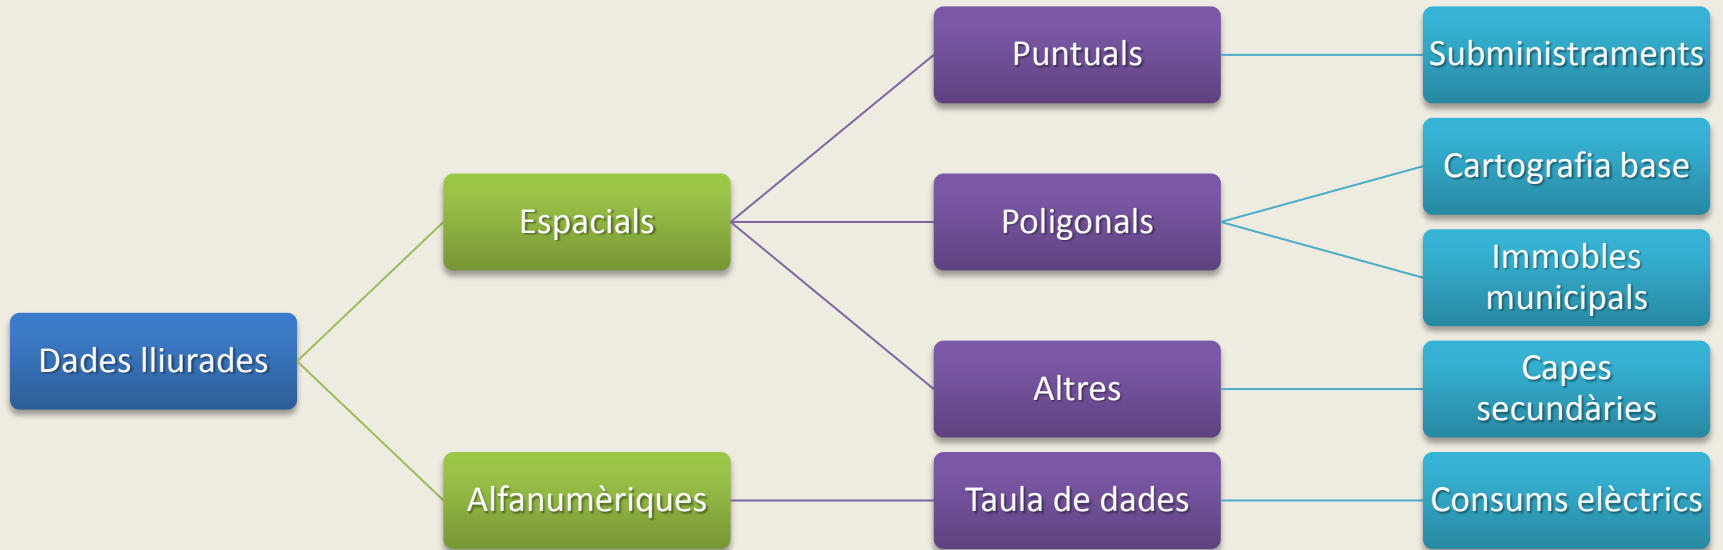 Dades lliurades
Espacials
Puntuals
Subministraments
Poligonals
Cartografia base
Immobles
municipals
Altres
Capes
secundàries
Alfanumèriques
Taula de dades
Consums elèctrics